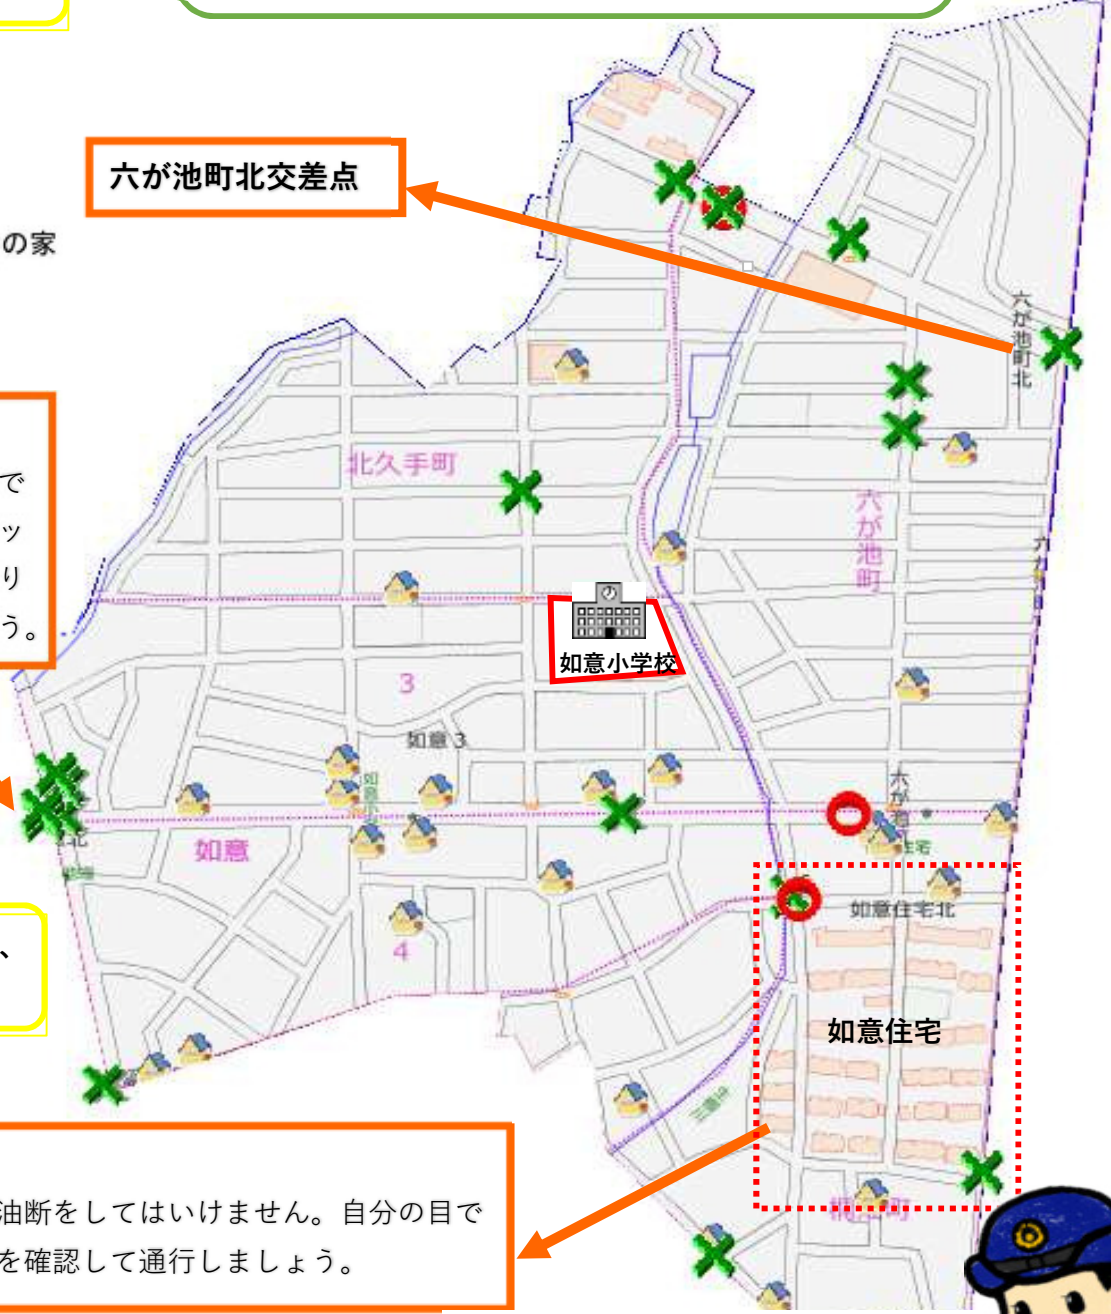 六が池町北交差点
の家
六が池町北
で
ッ
り
う。
北久手町
六が池町
如意小学校
3
如意3
如意
北
、
4
如意住宅北
如意住宅
油断をしてはいけません。自分の目で
を確認して通行しましょう。